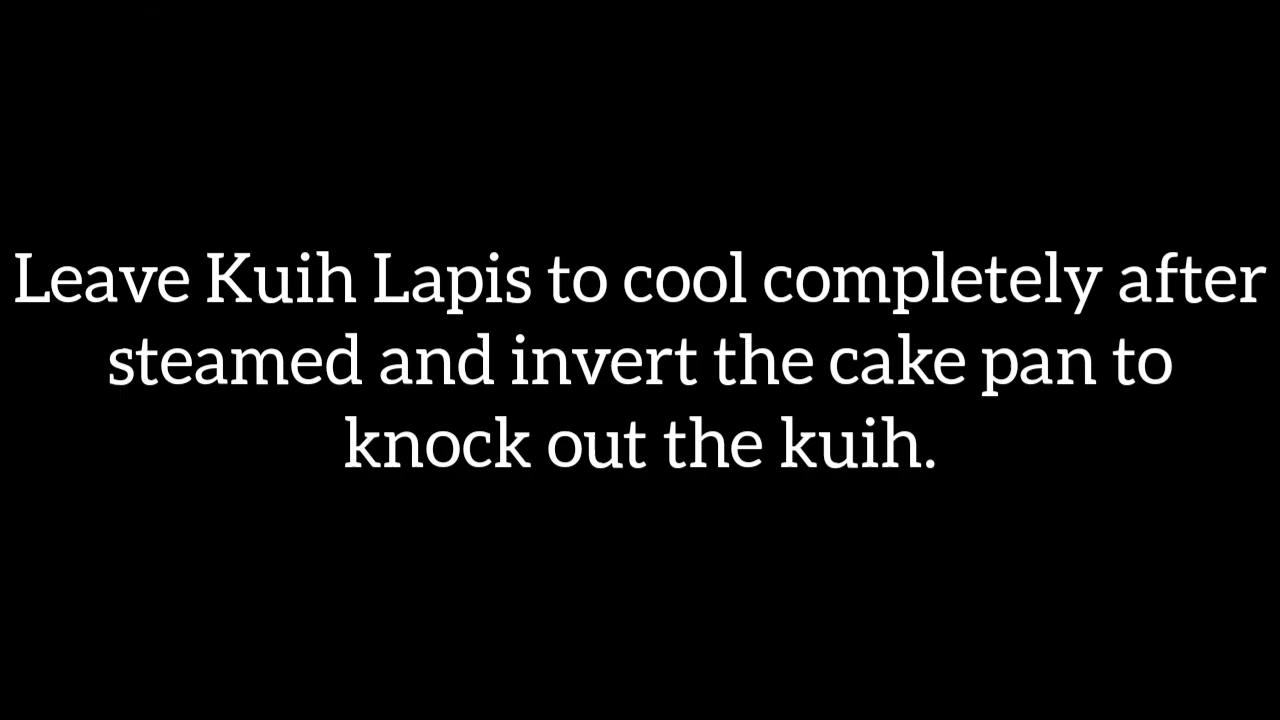 Leave Kuih Lapis to cool completely after
steamed and invert the cake pan to
knock out the kuih.